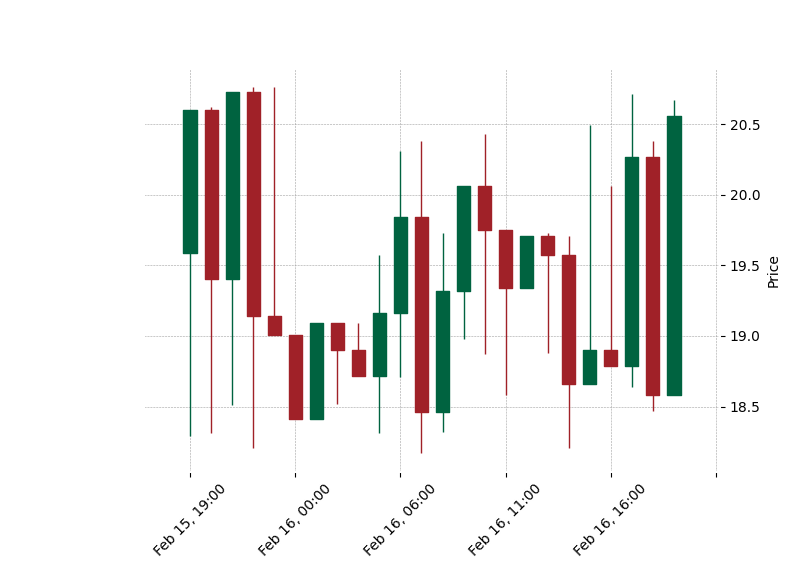 20.5
20.0
19.5
19.0
18.5
Price
Feb 15, 19:00
Feb 16, 00:00
Feb 16, 06:00
Feb 16, 11:00
Feb 16, 16:00